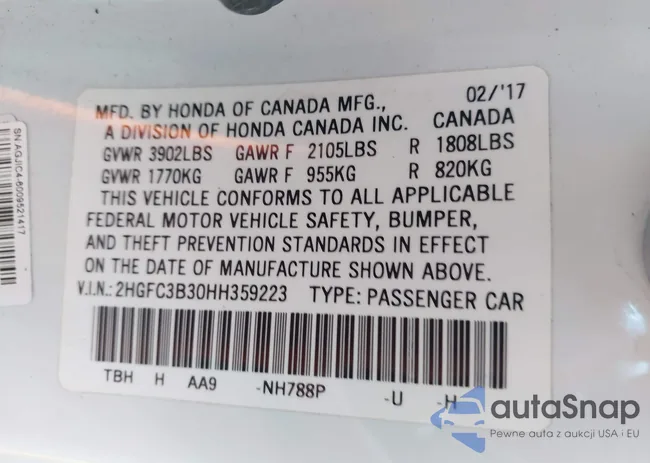 02/'17
MFD. BY HONDA OF CANADA MFG.,
A DIVISION OF HONDA CANADA INC. CANADA
GVWR 3902LBS GAWR F 2105LBS R 1808LBS
GVWR 1770KG GAWR F 955KG R 820KG
THIS VEHICLE CONFORMS TO ALL APPLICABLE
FEDERAL MOTOR VEHICLE SAFETY, BUMPER,
AND THEFT PREVENTION STANDARDS IN EFFECT
ON THE DATE OF MANUFACTURE SHOWN ABOVE.
V.I.N.: 2HGFC3B30HH359223 TYPE: PASSENGER CAR
TBH H AA9 -NH788P -U -H
SN AGJIC4-6009521417
autaSnap
Pewne auta z aukcji USA i EU